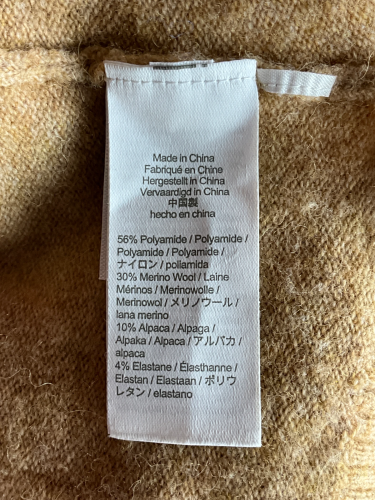 Made in China
Fabriqué en Chine
Hergestellt in China
Vervaardigd in China
中国製
hecho en china
56% Polyamide / Polyamide /
Polyamide / Polyamide /
ナイロン / poliamida
30% Merino Wool / Laine
Mérinos / Merinowolle /
Merinowol / メリノウール /
lana merino
10% Alpaca / Alpaga /
Alpaka / Alpaca / アルパカ /
alpaca
4% Elastane / Élasthanne /
Elastan / Elastaan / ポリウ
レタン / elastano